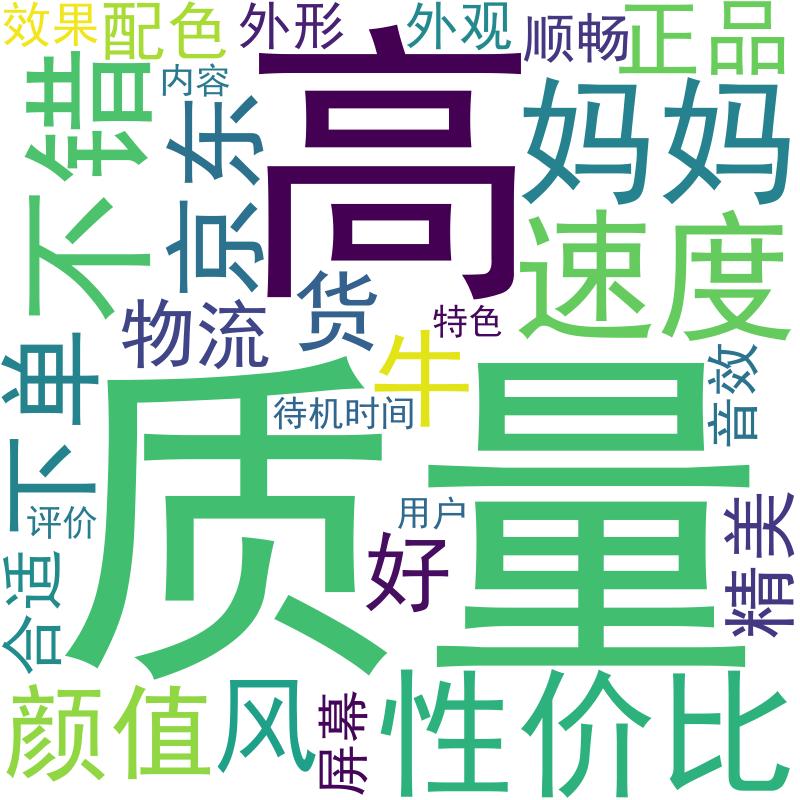 效果
配色
外形
外观
顺畅
正品
内容
不错
京东
高
妈妈
速度
物流
货
特色
牛
下单
待机时间
音效
质量
评价
用户
好
精美
合适
颜值
风
屏幕
性价比